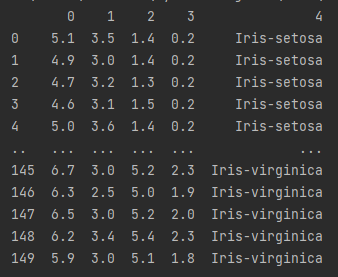 0 1 2 3 4
0 5.1 3.5 1.4 0.2 Iris-setosa
1 4.9 3.0 1.4 0.2 Iris-setosa
2 4.7 3.2 1.3 0.2 Iris-setosa
3 4.6 3.1 1.5 0.2 Iris-setosa
4 5.0 3.6 1.4 0.2 Iris-setosa
.. ... ... ... ... ...
145 6.7 3.0 5.2 2.3 Iris-virginica
146 6.3 2.5 5.0 1.9 Iris-virginica
147 6.5 3.0 5.2 2.0 Iris-virginica
148 6.2 3.4 5.4 2.3 Iris-virginica
149 5.9 3.0 5.1 1.8 Iris-virginica